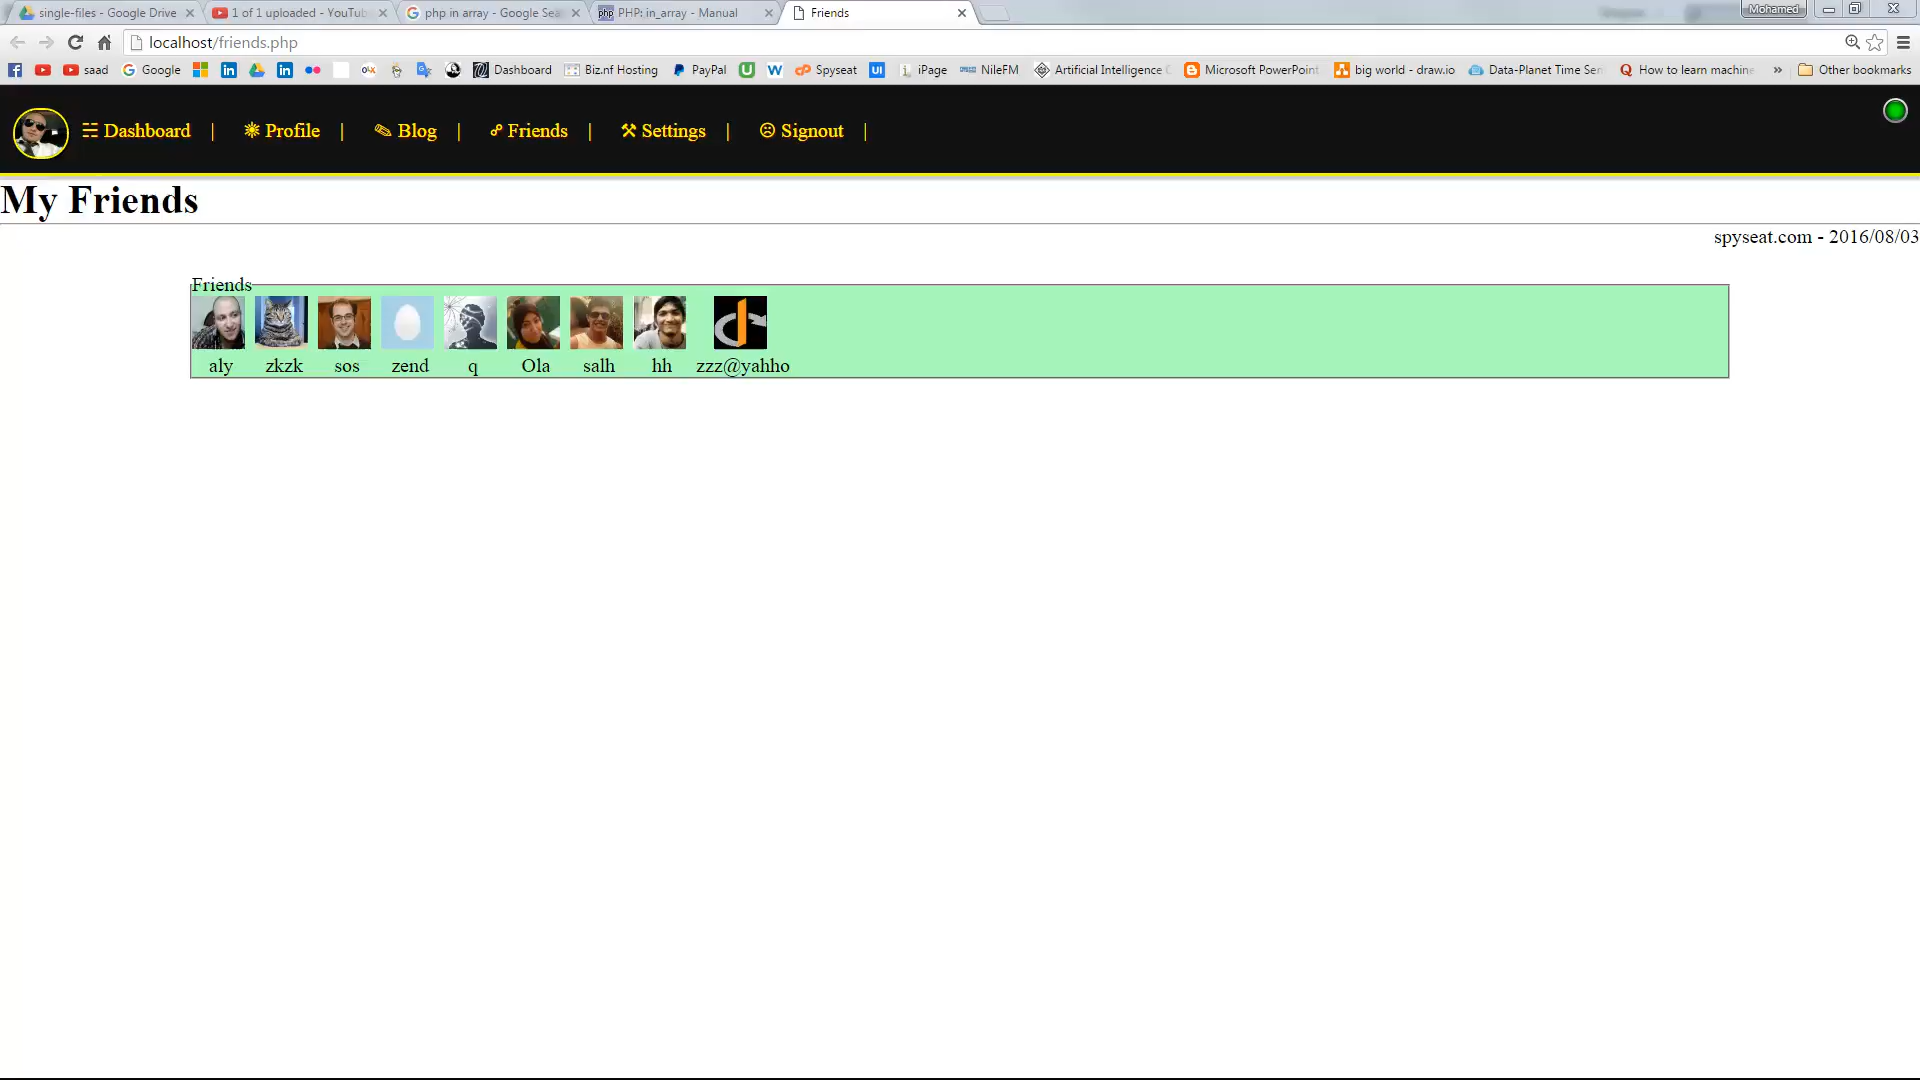 single-files - Google Drive 1 of 1 uploaded - YouTub php in array - Google Sea php PHP: in_array - Manual Friends Mohamed
localhost/friends.php
saad Google Dashboard Biz.nf Hosting PayPal Spyseat UI iPage NileFM Artificial Intelligence Microsoft PowerPoint big world - draw.io Data-Planet Time Ser How to learn machine » Other bookmarks
Dashboard | Profile | Blog | Friends | Settings | Signout |
My Friends
spyseat.com - 2016/08/03
Friends
aly zkzk sos zend q Ola salh hh zzz@yahho